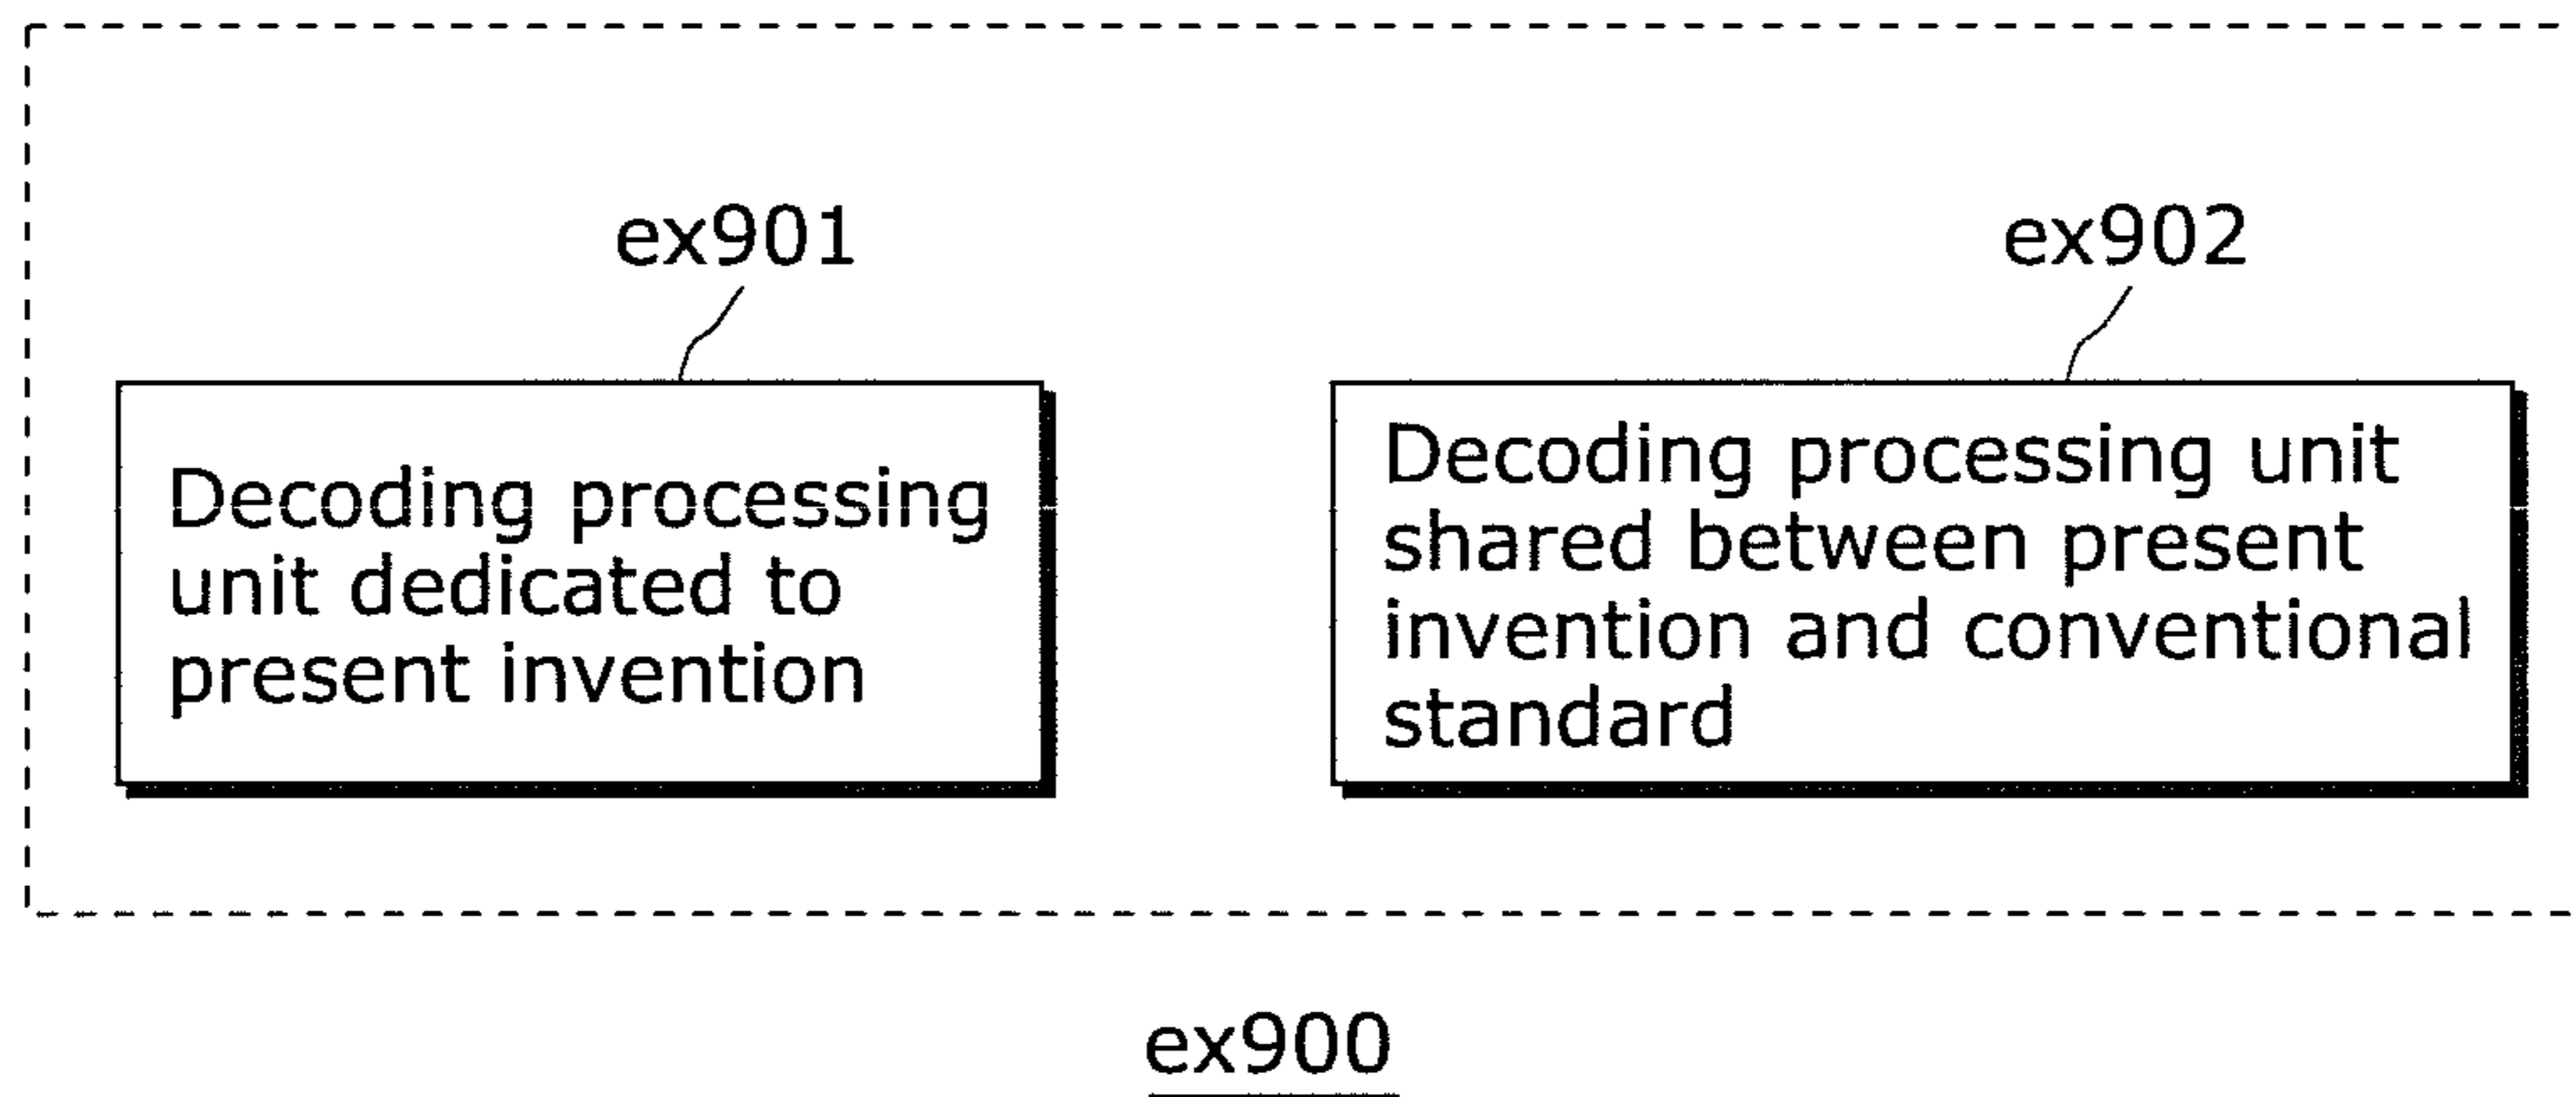 ex901
ex902
Decoding processing
unit dedicated to
present invention
Decoding processing unit
shared between present
invention and conventional
standard
ex900